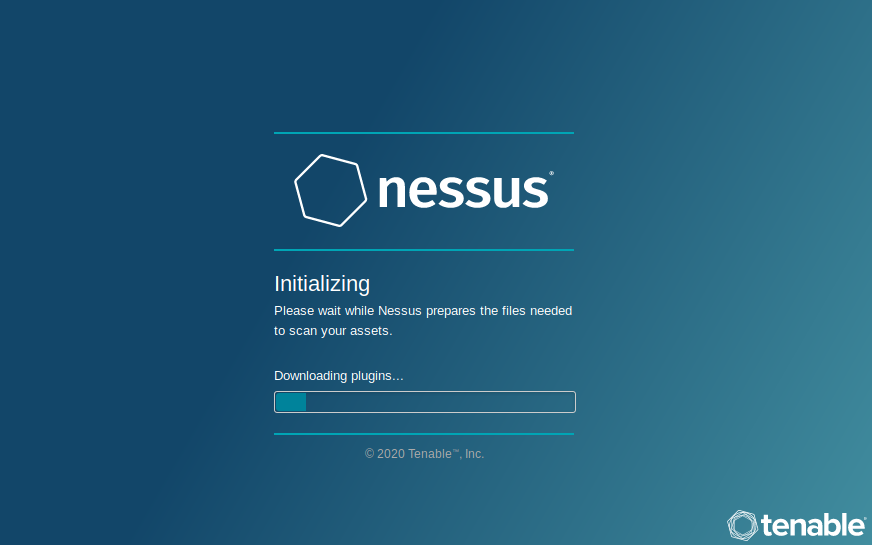 nessus®
Initializing
Please wait while Nessus prepares the files needed
to scan your assets.
Downloading plugins...
© 2020 Tenable™, Inc.
tenable®